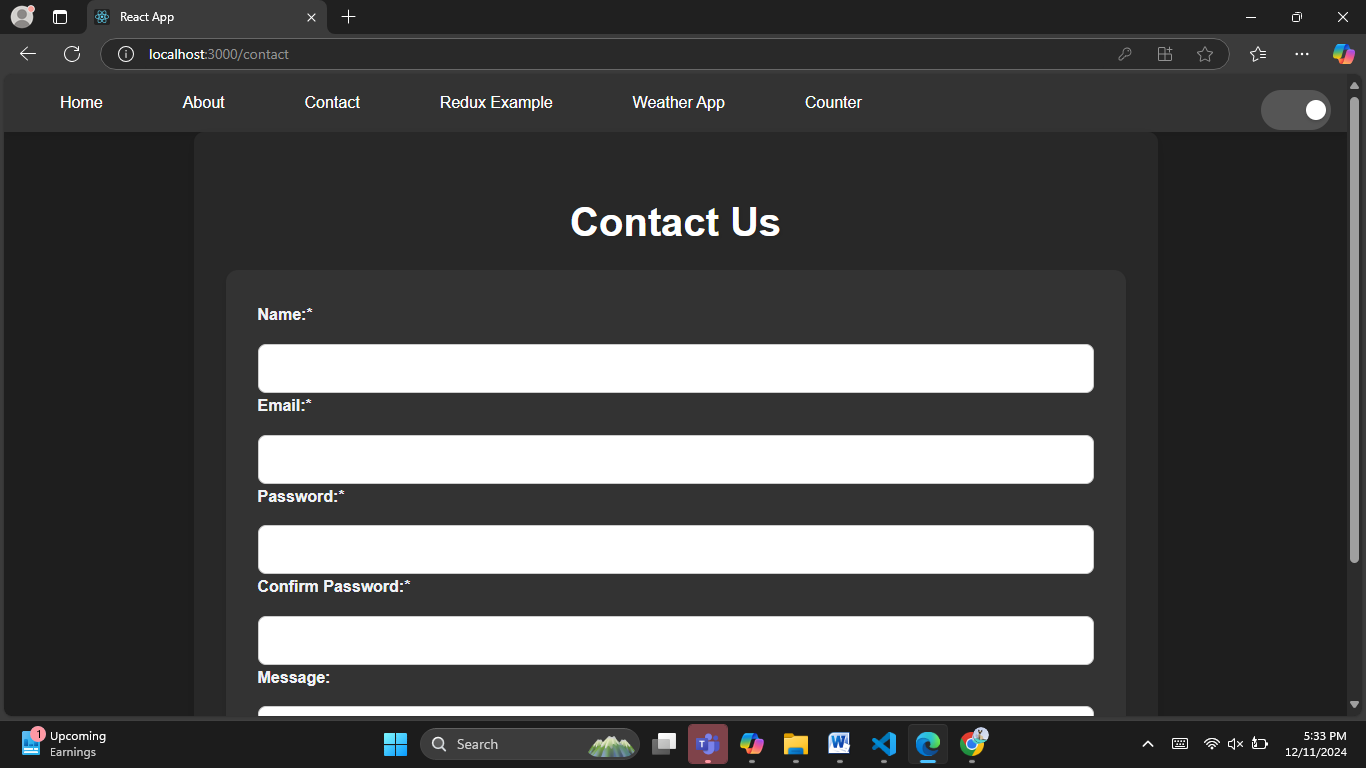 React App
localhost:3000/contact
Home About Contact Redux Example Weather App Counter
Contact Us
Name:*
Email:*
Password:*
Confirm Password:*
Message:
1
Upcoming
Earnings
Search
T
W
Y
5:33 PM
12/11/2024